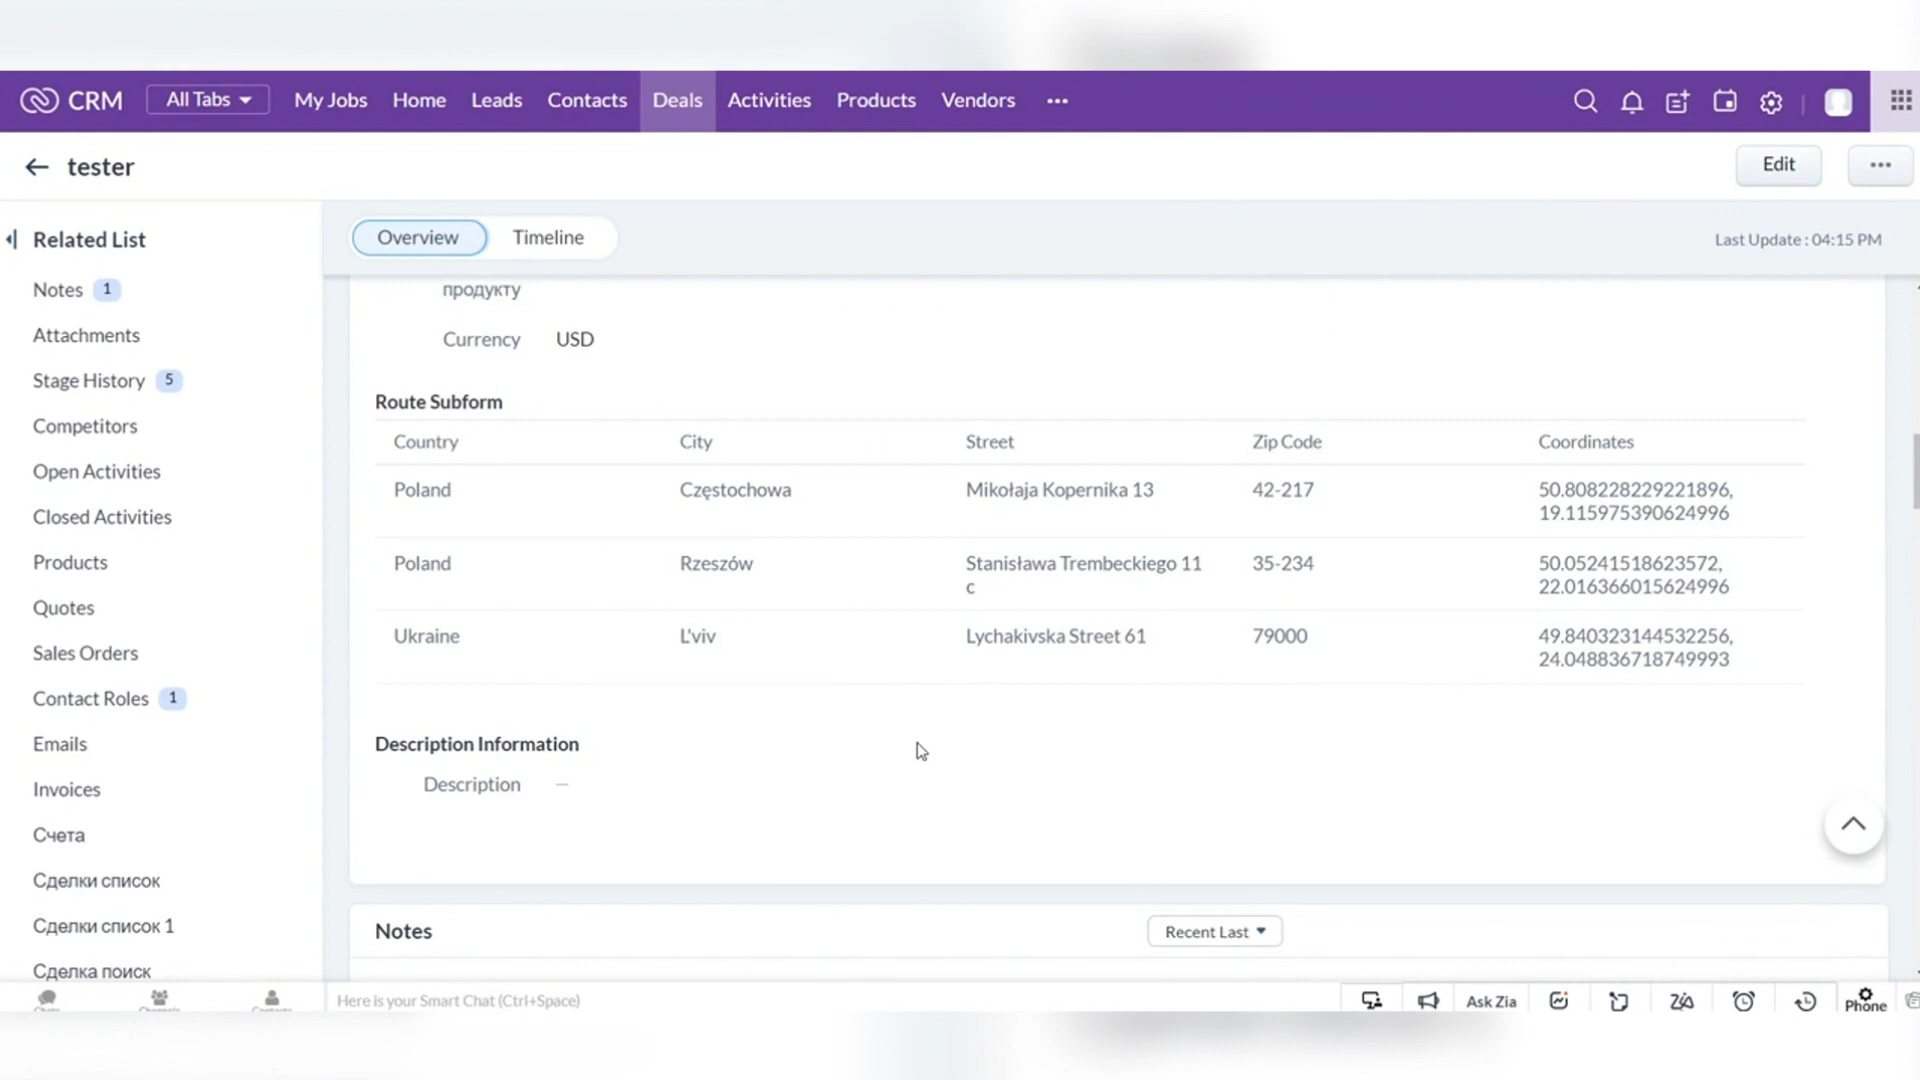 CRM All Tabs My Jobs Home Leads Contacts Deals Activities Products Vendors •••
tester
Edit •••
Related List
Notes 1
Attachments
Stage History 5
Competitors
Open Activities
Closed Activities
Products
Quotes
Sales Orders
Contact Roles 1
Emails
Invoices
Счета
Сделки список
Сделки список 1
Сделка поиск
Overview Timeline
Last Update : 04:15 PM
продукту
Currency USD
Route Subform
Country City Street Zip Code Coordinates
Poland Częstochowa Mikołaja Kopernika 13 42-217 50.808228229221896,
19.115975390624996
Poland Rzeszów Stanisława Trembeckiego 11 35-234 50.05241518623572,
c 22.016366015624996
Ukraine L'viv Lychakivska Street 61 79000 49.840323144532256,
24.048836718749993
Description Information
Description —
Notes Recent Last
Here is your Smart Chat (Ctrl+Space)
Ask Zia
Phone